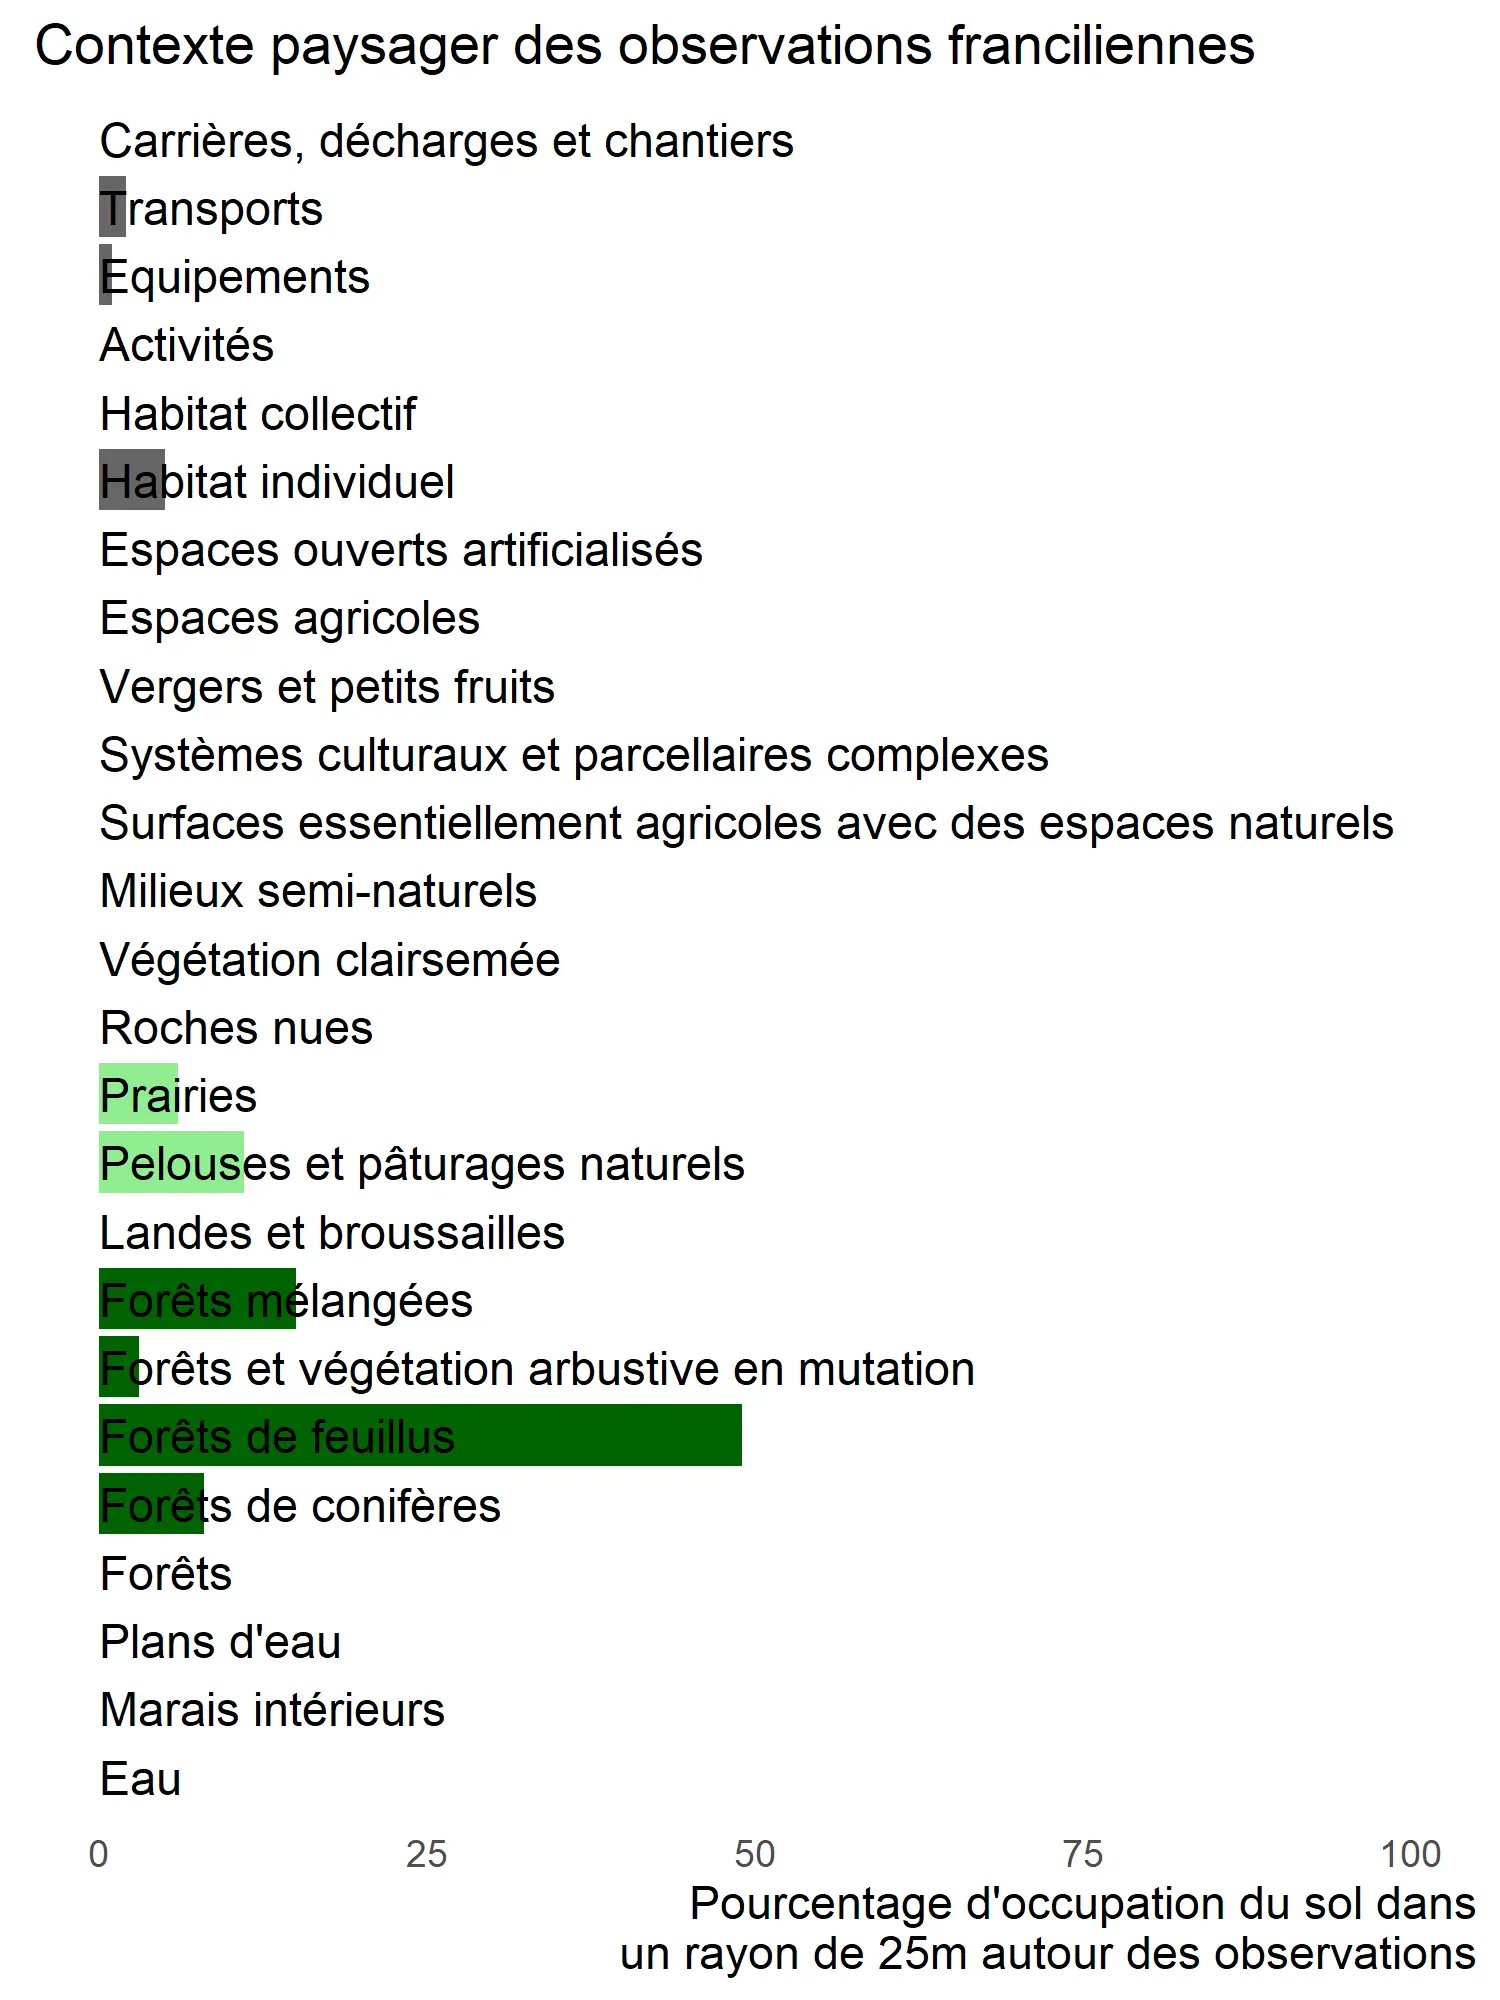 Contexte paysager des observations franciliennes
Carrières, décharges et chantiers
Transports
Equipements
Activités
Habitat collectif
Habitat individuel
Espaces ouverts artificialisés
Espaces agricoles
Vergers et petits fruits
Systèmes culturaux et parcellaires complexes
Surfaces essentiellement agricoles avec des espaces naturels
Milieux semi-naturels
Végétation clairsemée
Roches nues
Prairies
Pelouses et pâturages naturels
Landes et broussailles
Forêts mélangées
Forêts et végétation arbustive en mutation
Forêts de feuillus
Forêts de conifères
Forêts
Plans d'eau
Marais intérieurs
Eau
0 25 50 75 100
Pourcentage d'occupation du sol dans
un rayon de 25m autour des observations